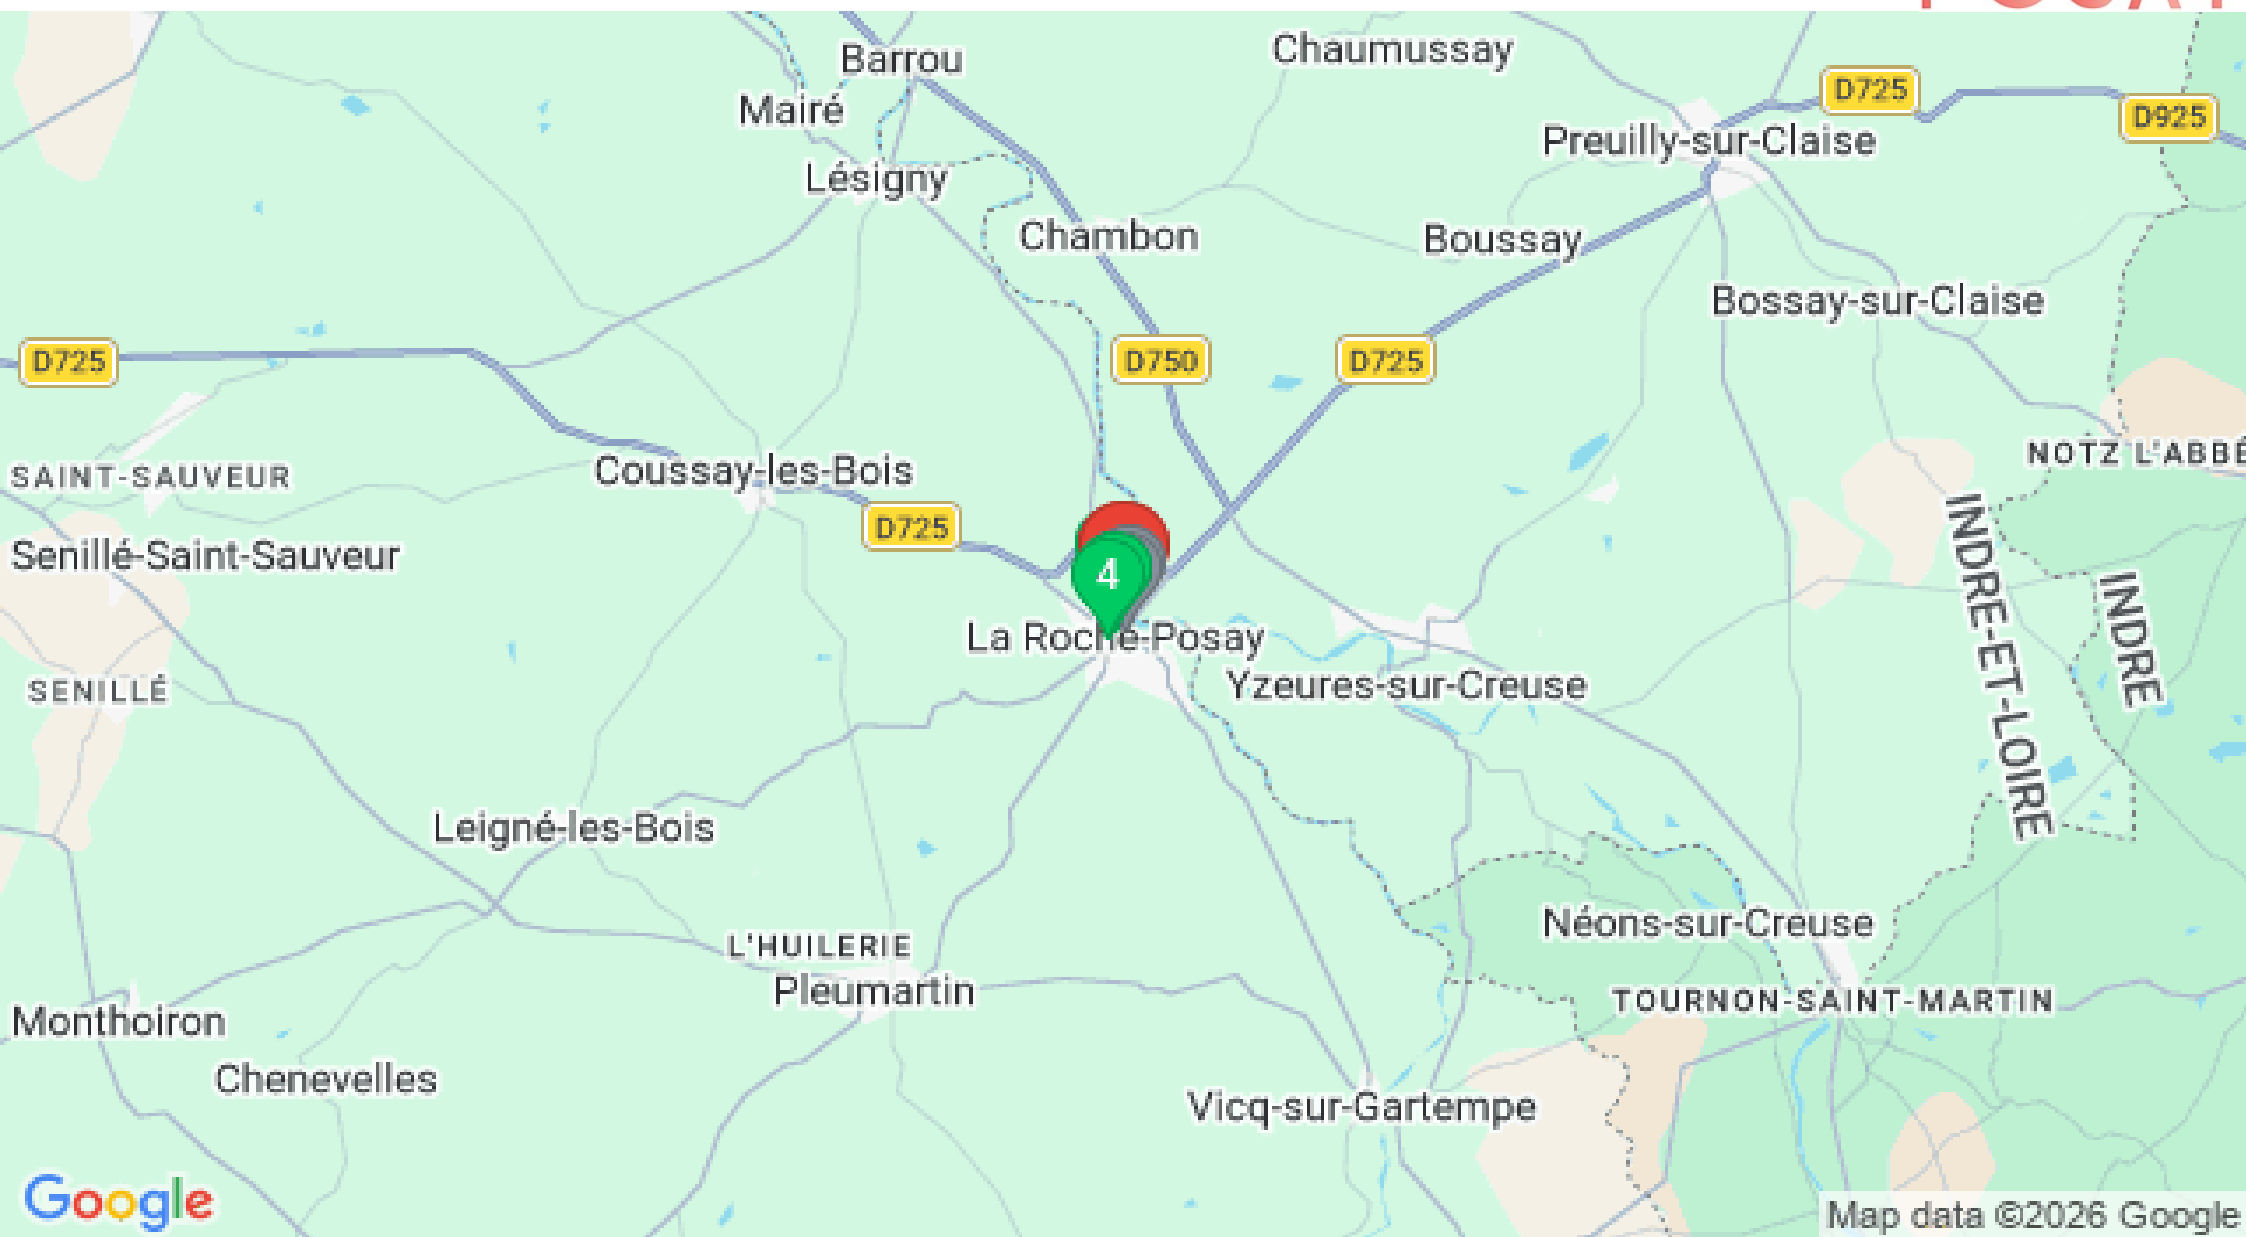 Barrou
Chaumussay
Mairé
D725
D925
Preuilly-sur-Claise
Lésigny
Chambon
Boussay
Bossay-sur-Claise
D725
D750
D725
NOTZ L'ABBÉ
SAINT-SAUVEUR
Coussay-les-Bois
D725
Senillé-Saint-Sauveur
4
INDRE-ET-LOIRE
INDRE
La Roche-Posay
Yzeures-sur-Creuse
SENILLÉ
Leigné-les-Bois
Néons-sur-Creuse
L'HUILERIE
Pleumartin
TOURNON-SAINT-MARTIN
Monthoiron
Chenevelles
Vicq-sur-Gartempe
Google
Map data ©2026 Google